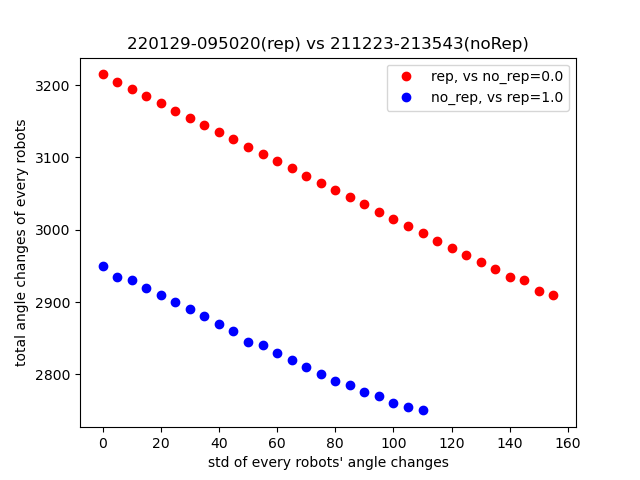 220129-095020(rep) vs 211223-213543(noRep)
rep, vs no_rep=0.0
no_rep, vs rep=1.0
total angle changes of every robots
3200
3100
3000
2900
2800
0 20 40 60 80 100 120 140 160
std of every robots' angle changes